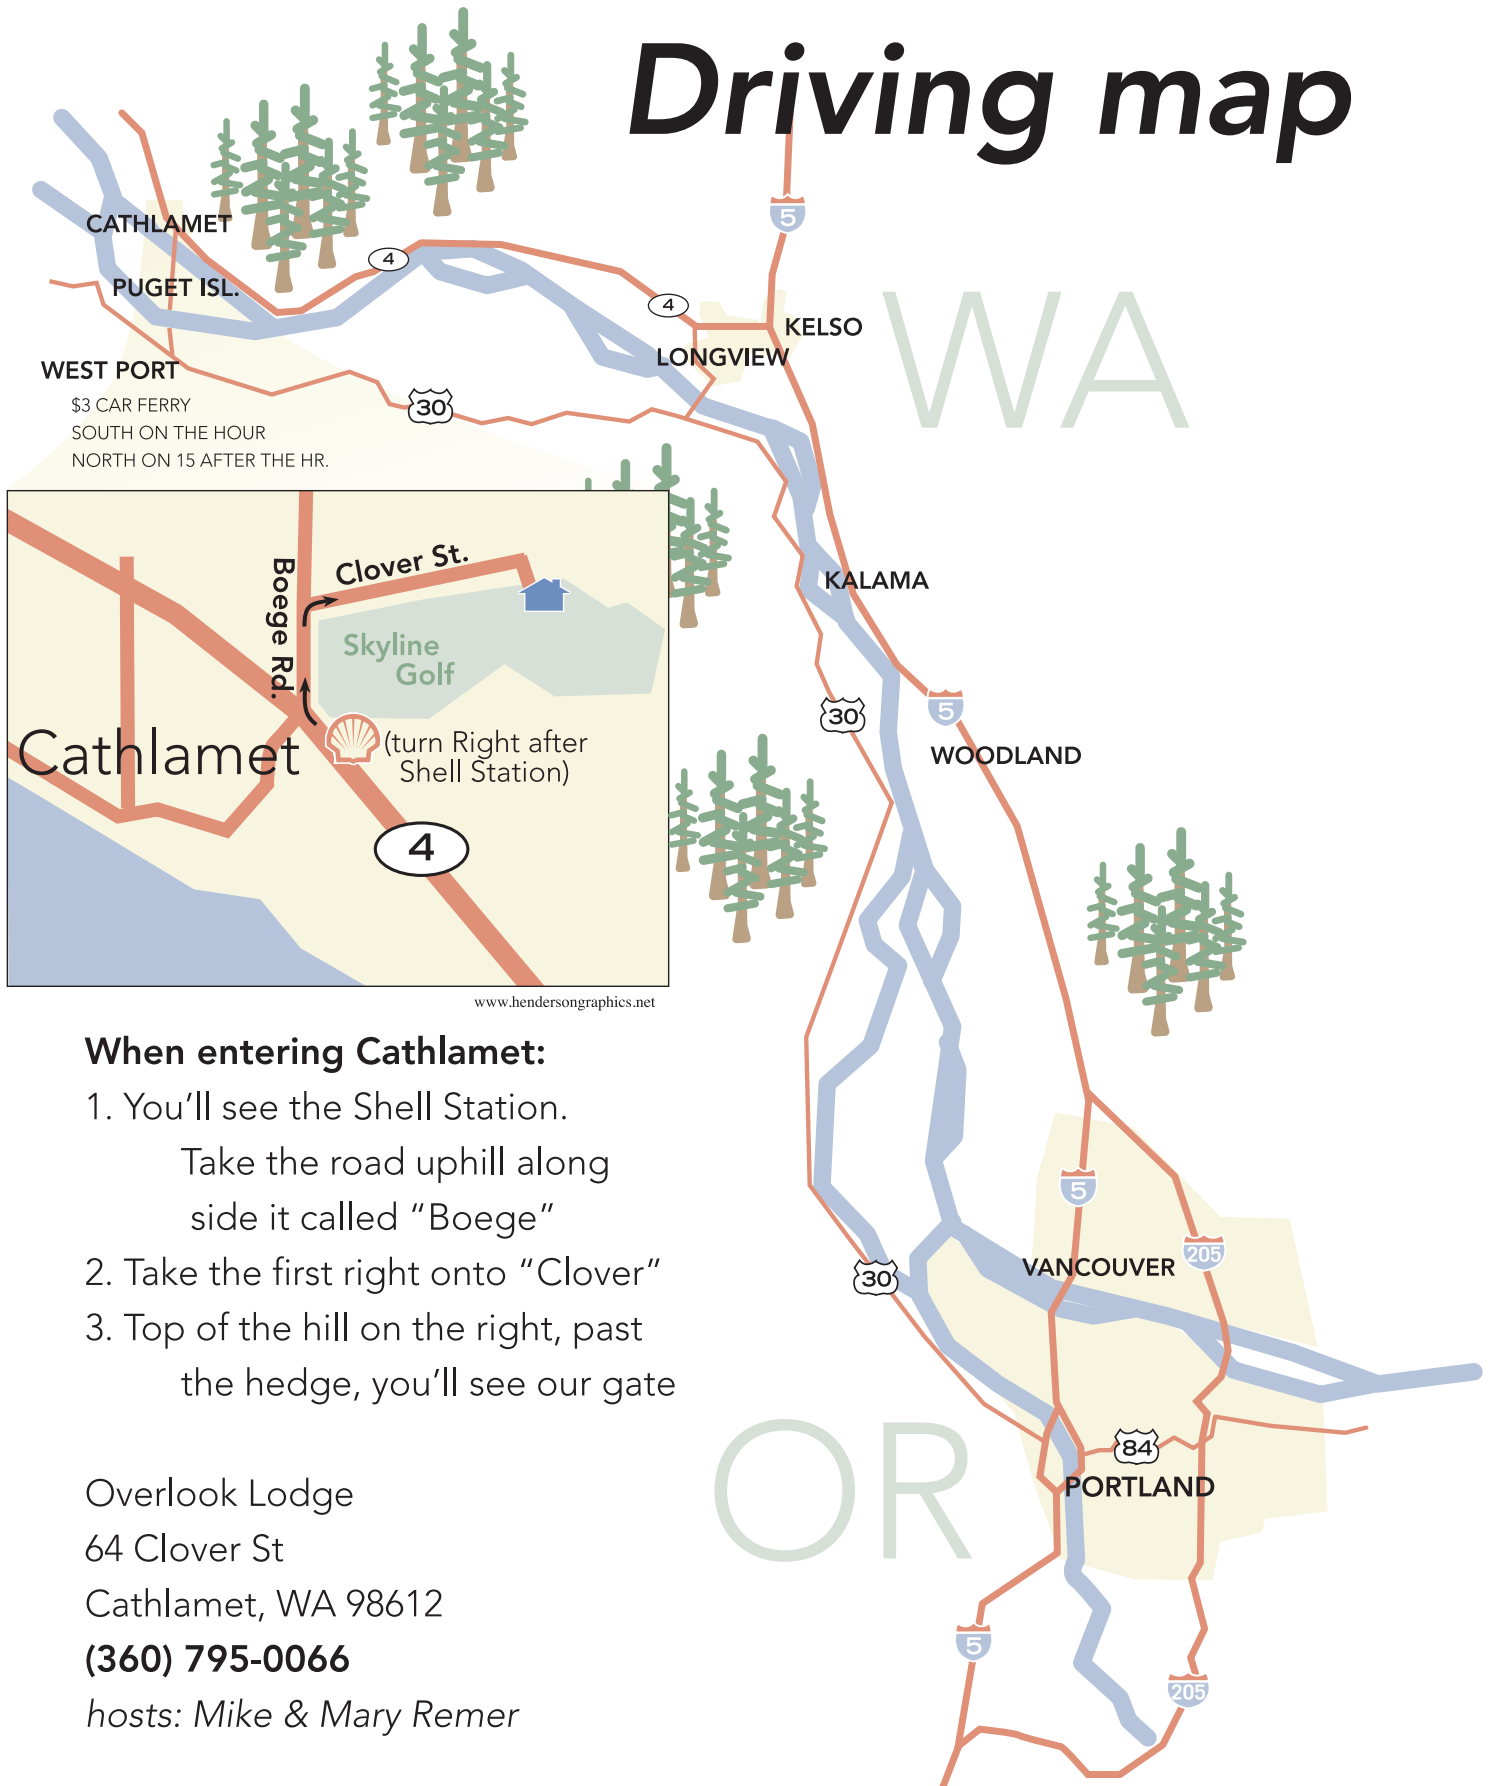 Driving map
5
CATHLAMET
4
PUGET ISL.
4
KELSO
WA
LONGVIEW
WEST PORT
$3 CAR FERRY
SOUTH ON THE HOUR
NORTH ON 15 AFTER THE HR.
30
KALAMA
Clover St.
Boege Rd.
Skyline
Golf
Cathlamet
(turn Right after
Shell Station)
4
30
5
WOODLAND
www.hendersongraphics.net
When entering Cathlamet:
1. You’ll see the Shell Station.
Take the road uphill along
side it called “Boege”
2. Take the first right onto “Clover”
3. Top of the hill on the right, past
the hedge, you’ll see our gate
5
205
VANCOUVER
30
OR
84
PORTLAND
5
205
Overlook Lodge
64 Clover St
Cathlamet, WA 98612
(360) 795-0066
hosts: Mike & Mary Remer